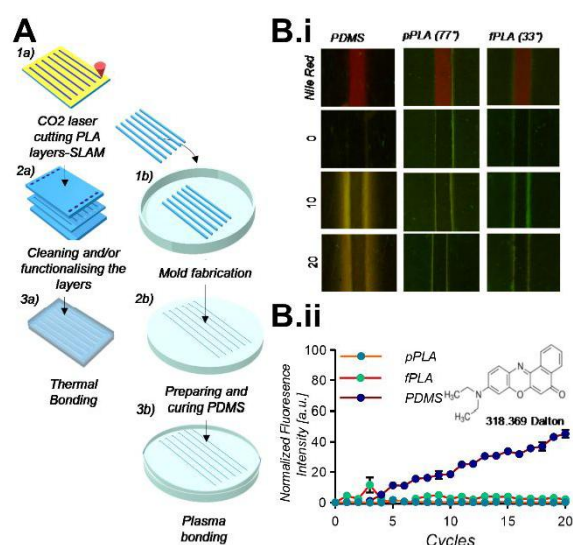 A
1a)
CO2 laser
cutting PLA
layers-SLAM
2a)
Cleaning and/or
functionalising the
layers
3a)
Thermal
Bonding
1b)
Mold fabrication
2b)
Preparing and
curing PDMS
3b)
Plasma
bonding
B.i
PDMS pPLA (77°) fPLA (33°)
Nile Red
0
10
20
B.ii
Normalized Fluorescence
Intensity [a.u.]
100
80
60
40
20
0
pPLA
fPLA
PDMS
N
N
O
O
H₃C
CH₃
318.369 Dalton
0 5 10 15 20
Cycles